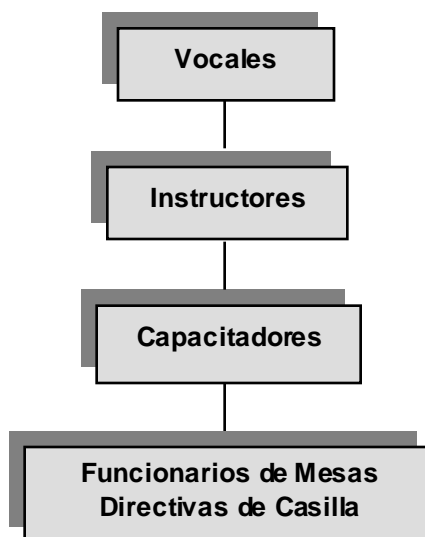 Vocales
Instructores
Capacitadores
Funcionarios de Mesas
Directivas de Casilla